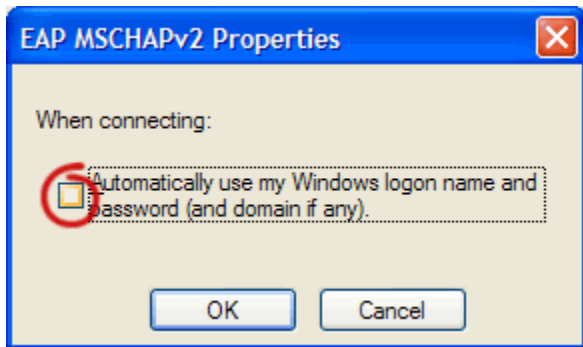 EAP MSCHAPv2 Properties
When connecting:
Automatically use my Windows logon name and
password (and domain if any).
OK
Cancel